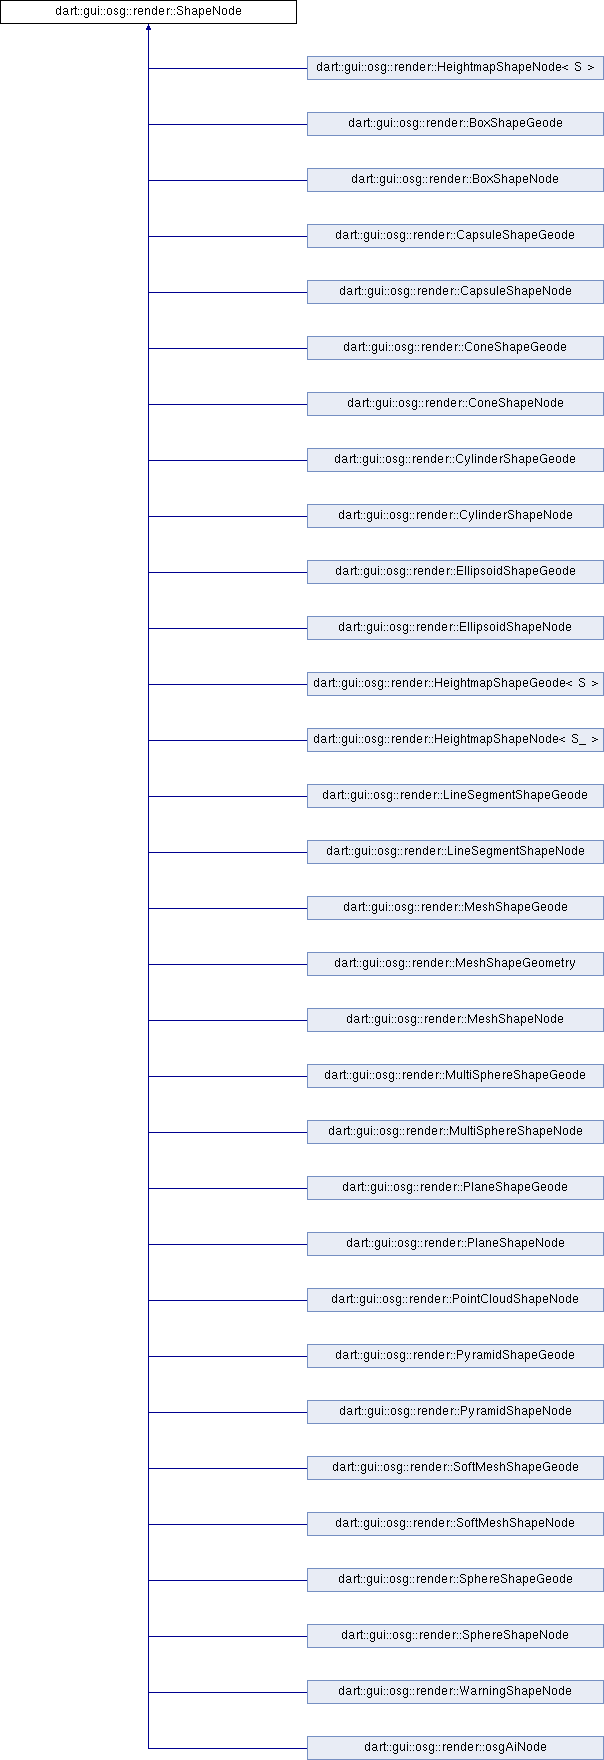 dart::gui::osg::render::ShapeNode
dart::gui::osg::render::HeightmapShapeNode< S >
dart::gui::osg::render::BoxShapeGeode
dart::gui::osg::render::BoxShapeNode
dart::gui::osg::render::CapsuleShapeGeode
dart::gui::osg::render::CapsuleShapeNode
dart::gui::osg::render::ConeShapeGeode
dart::gui::osg::render::ConeShapeNode
dart::gui::osg::render::CylinderShapeGeode
dart::gui::osg::render::CylinderShapeNode
dart::gui::osg::render::EllipsoidShapeGeode
dart::gui::osg::render::EllipsoidShapeNode
dart::gui::osg::render::HeightmapShapeGeode< S >
dart::gui::osg::render::HeightmapShapeNode< S_ >
dart::gui::osg::render::LineSegmentShapeGeode
dart::gui::osg::render::LineSegmentShapeNode
dart::gui::osg::render::MeshShapeGeode
dart::gui::osg::render::MeshShapeGeometry
dart::gui::osg::render::MeshShapeNode
dart::gui::osg::render::MultiSphereShapeGeode
dart::gui::osg::render::MultiSphereShapeNode
dart::gui::osg::render::PlaneShapeGeode
dart::gui::osg::render::PlaneShapeNode
dart::gui::osg::render::PointCloudShapeNode
dart::gui::osg::render::PyramidShapeGeode
dart::gui::osg::render::PyramidShapeNode
dart::gui::osg::render::SoftMeshShapeGeode
dart::gui::osg::render::SoftMeshShapeNode
dart::gui::osg::render::SphereShapeGeode
dart::gui::osg::render::SphereShapeNode
dart::gui::osg::render::WarningShapeNode
dart::gui::osg::render::osgAiNode